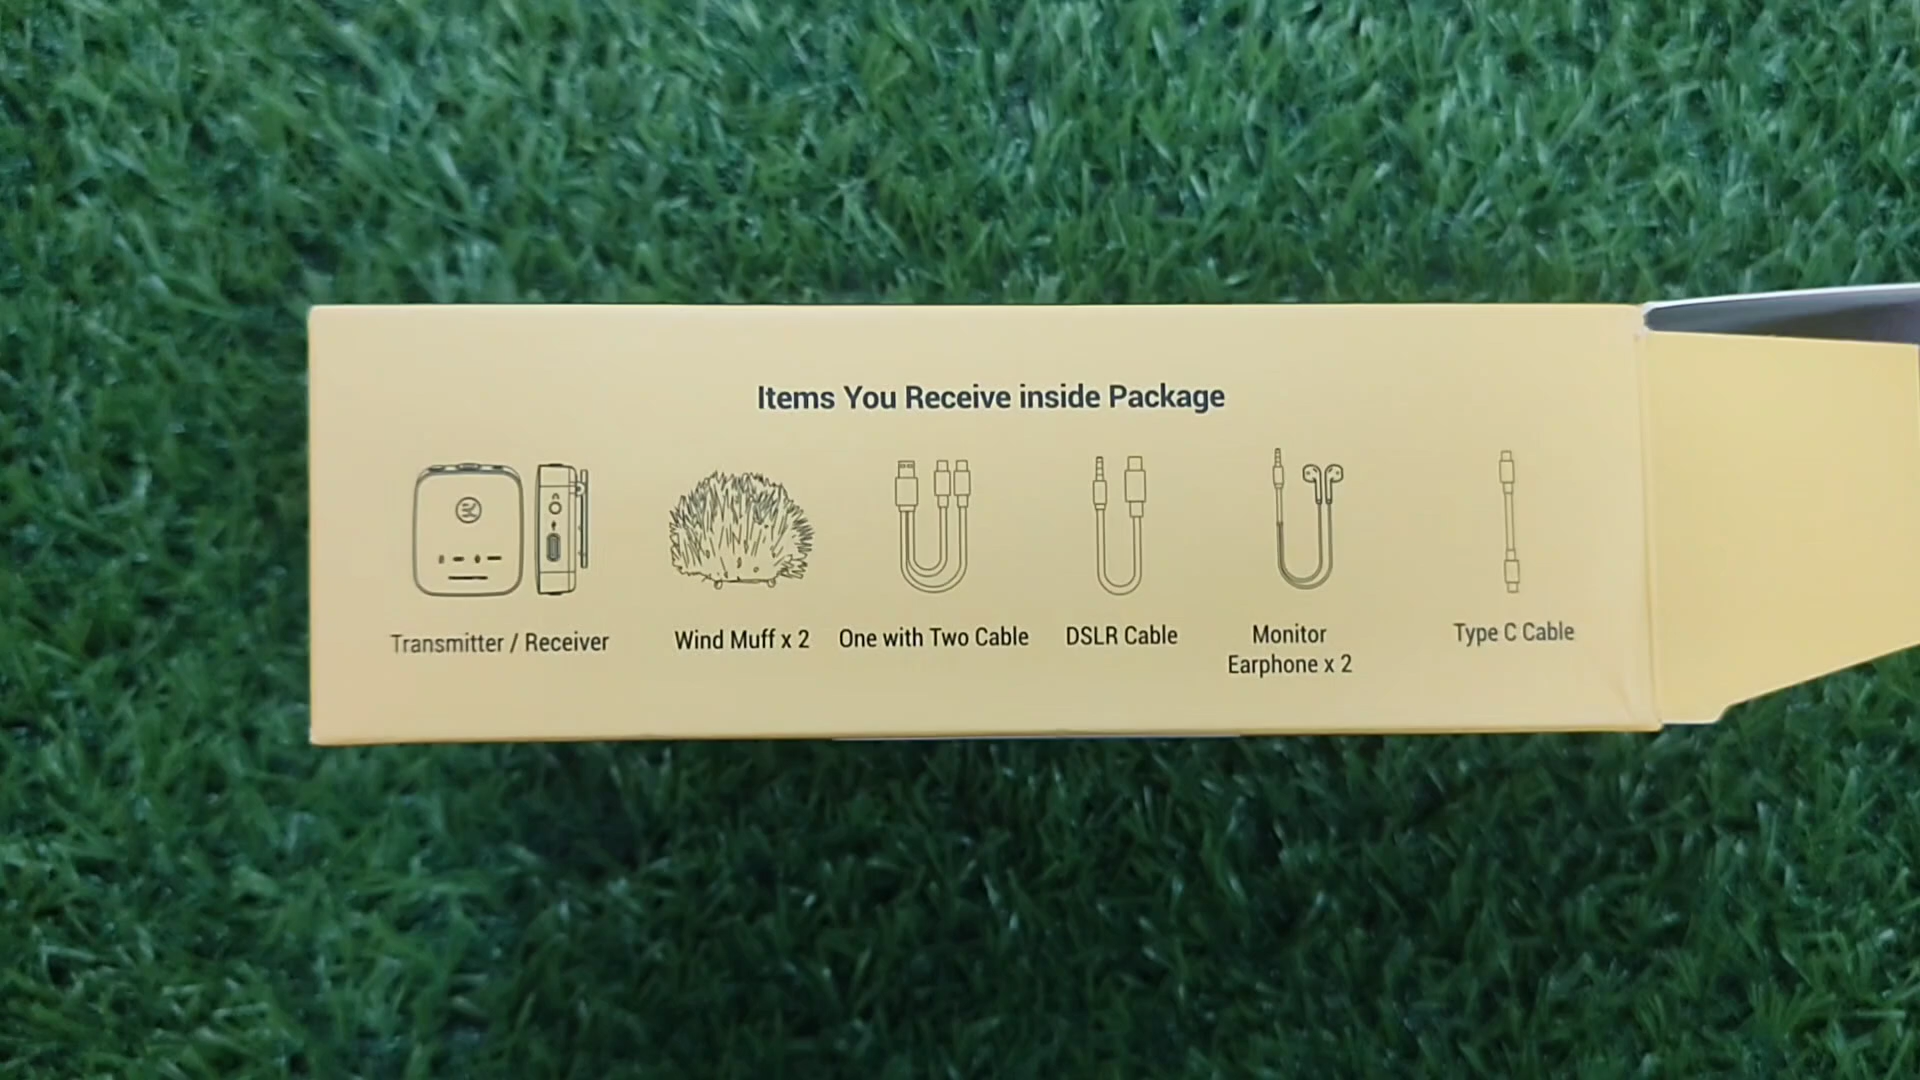 Items You Receive inside Package
Transmitter / Receiver
Wind Muff x 2
One with Two Cable
DSLR Cable
Monitor
Earphone x 2
Type C Cable